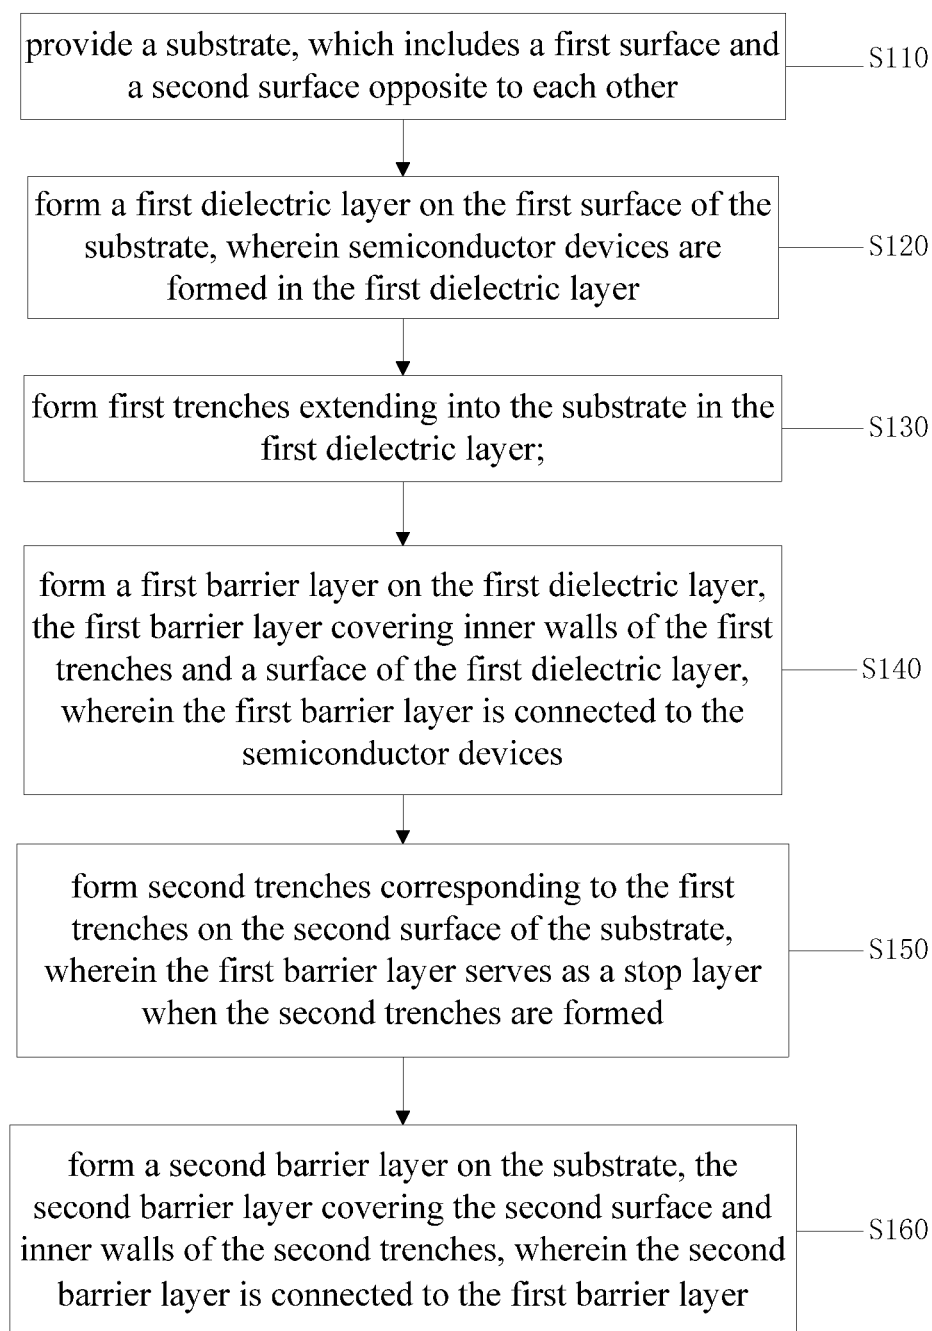 provide a substrate, which includes a first surface and
a second surface opposite to each other
S110
form a first dielectric layer on the first surface of the
substrate, wherein semiconductor devices are
formed in the first dielectric layer
S120
form first trenches extending into the substrate in the
first dielectric layer;
S130
form a first barrier layer on the first dielectric layer,
the first barrier layer covering inner walls of the first
trenches and a surface of the first dielectric layer,
wherein the first barrier layer is connected to the
semiconductor devices
S140
form second trenches corresponding to the first
trenches on the second surface of the substrate,
wherein the first barrier layer serves as a stop layer
when the second trenches are formed
S150
form a second barrier layer on the substrate, the
second barrier layer covering the second surface and
inner walls of the second trenches, wherein the second
barrier layer is connected to the first barrier layer
S160